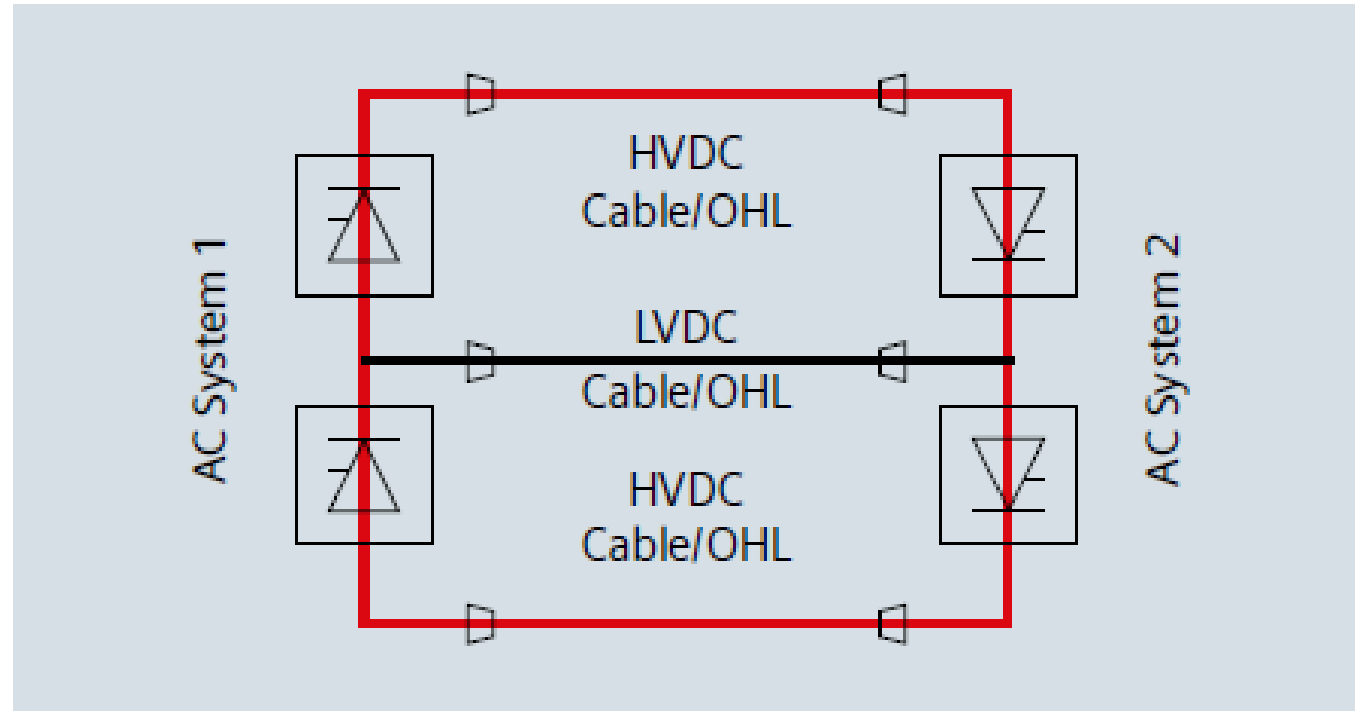 AC System 1
HVDC
Cable/OHL
LVDC
Cable/OHL
HVDC
Cable/OHL
AC System 2